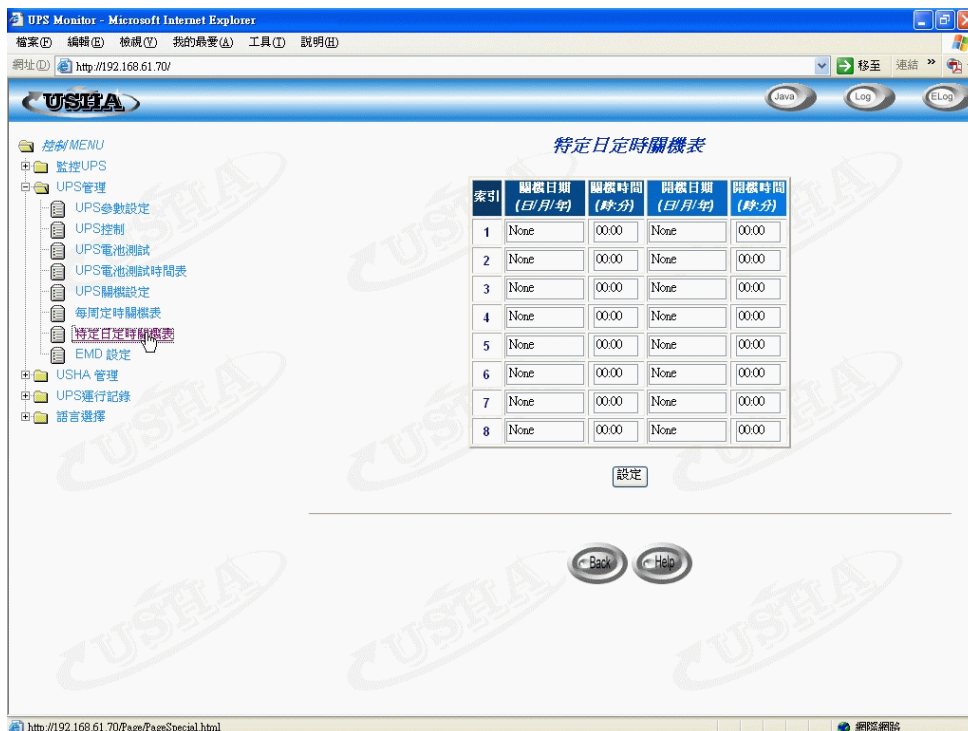 UPS Monitor - Microsoft Internet Explorer
檔案(F) 編輯(E) 檢視(V) 我的最愛(A) 工具(T) 說明(H)
網址(D) http://192.168.61.70/ 移至 連結 »
USHA Java Log ELog
控制MENU
監控UPS
UPS管理
UPS參數設定
UPS控制
UPS電池測試
UPS電池測試時間表
UPS關機設定
每周定時關機表
特定日定時關機表
EMD 設定
USHA 管理
UPS運行記錄
語言選擇
特定日定時關機表
索引 關機日期 (日/月/年) 關機時間 (時:分) 開機日期 (日/月/年) 開機時間 (時:分)
1 None 00:00 None 00:00
2 None 00:00 None 00:00
3 None 00:00 None 00:00
4 None 00:00 None 00:00
5 None 00:00 None 00:00
6 None 00:00 None 00:00
7 None 00:00 None 00:00
8 None 00:00 None 00:00
設定
Back Help
http://192.168.61.70/Page/PageSpecial.html 網際網路